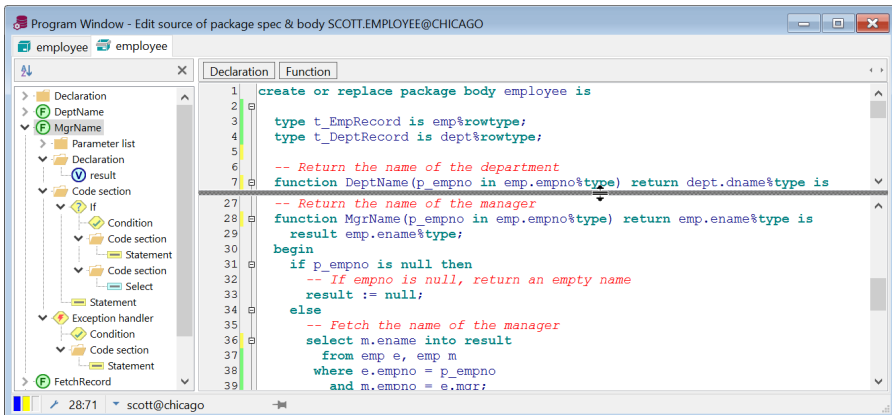 Program Window - Edit source of package spec & body SCOTT.EMPLOYEE@CHICAGO
employee employee
Declaration Function
Declaration
F DeptName
F MgrName
Parameter list
Declaration
V result
Code section
? If
Condition
Code section
Statement
Code section
Select
Statement
Exception handler
Condition
Code section
Statement
F FetchRecord
1 create or replace package body employee is
2
3 type t_EmpRecord is emp%rowtype;
4 type t_DeptRecord is dept%rowtype;
5
6 -- Return the name of the department
7 function DeptName(p_empno in emp.empno%type) return dept.dname%type is
27 -- Return the name of the manager
28 function MgrName(p_empno in emp.empno%type) return emp.ename%type is
29 result emp.ename%type;
30 begin
31 if p_empno is null then
32 -- If empno is null, return an empty name
33 result := null;
34 else
35 -- Fetch the name of the manager
36 select m.ename into result
37 from emp e, emp m
38 where e.empno = p_empno
39 and m.empno = e.mgr;
28:71 scott@chicago